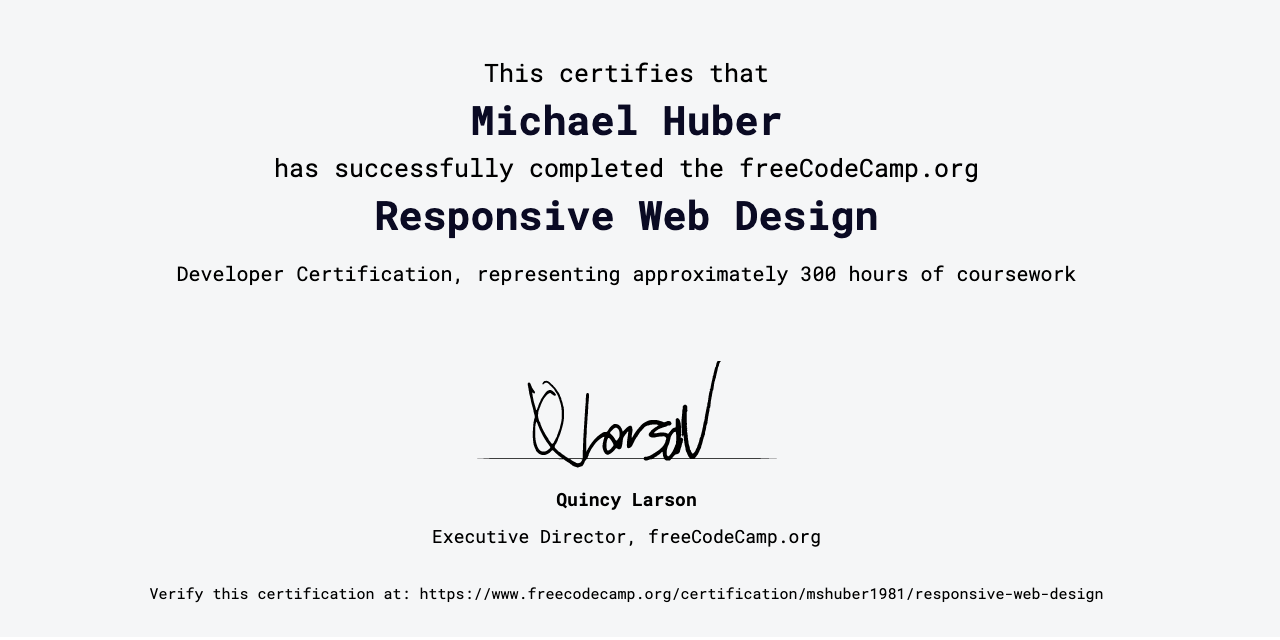 This certifies that
Michael Huber
has successfully completed the freeCodeCamp.org
Responsive Web Design
Developer Certification, representing approximately 300 hours of coursework
Q Larson
Quincy Larson
Executive Director, freeCodeCamp.org
Verify this certification at: https://www.freecodecamp.org/certification/mshuber1981/responsive-web-design